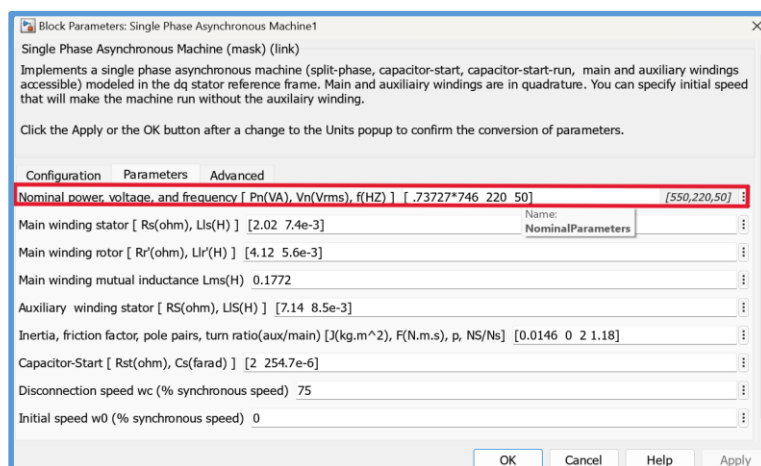 Block Parameters: Single Phase Asynchronous Machine1
Single Phase Asynchronous Machine (mask) (link)
Implements a single phase asynchronous machine (split-phase, capacitor-start, capacitor-start-run, main and auxiliary windings
accessible) modeled in the dq stator reference frame. Main and auxiliairy windings are in quadrature. You can specify initial speed
that will make the machine run without the auxilairy winding.
Click the Apply or the OK button after a change to the Units popup to confirm the conversion of parameters.
Configuration Parameters Advanced
Nominal power, voltage, and frequency [ Pn(VA), Vn(Vrms), f(HZ) ] [ .73727*746 220 50] [550,220,50]
Name:
NominalParameters
Main winding stator [ Rs(ohm), Lls(H) ] [2.02 7.4e-3]
Main winding rotor [ Rr'(ohm), Llr'(H) ] [4.12 5.6e-3]
Main winding mutual inductance Lms(H) 0.1772
Auxiliary winding stator [ RS(ohm), LlS(H) ] [7.14 8.5e-3]
Inertia, friction factor, pole pairs, turn ratio(aux/main) [J(kg.m^2), F(N.m.s), p, NS/Ns] [0.0146 0 2 1.18]
Capacitor-Start [ Rst(ohm), Cs(farad) ] [2 254.7e-6]
Disconnection speed wc (% synchronous speed) 75
Initial speed w0 (% synchronous speed) 0
OK Cancel Help Apply